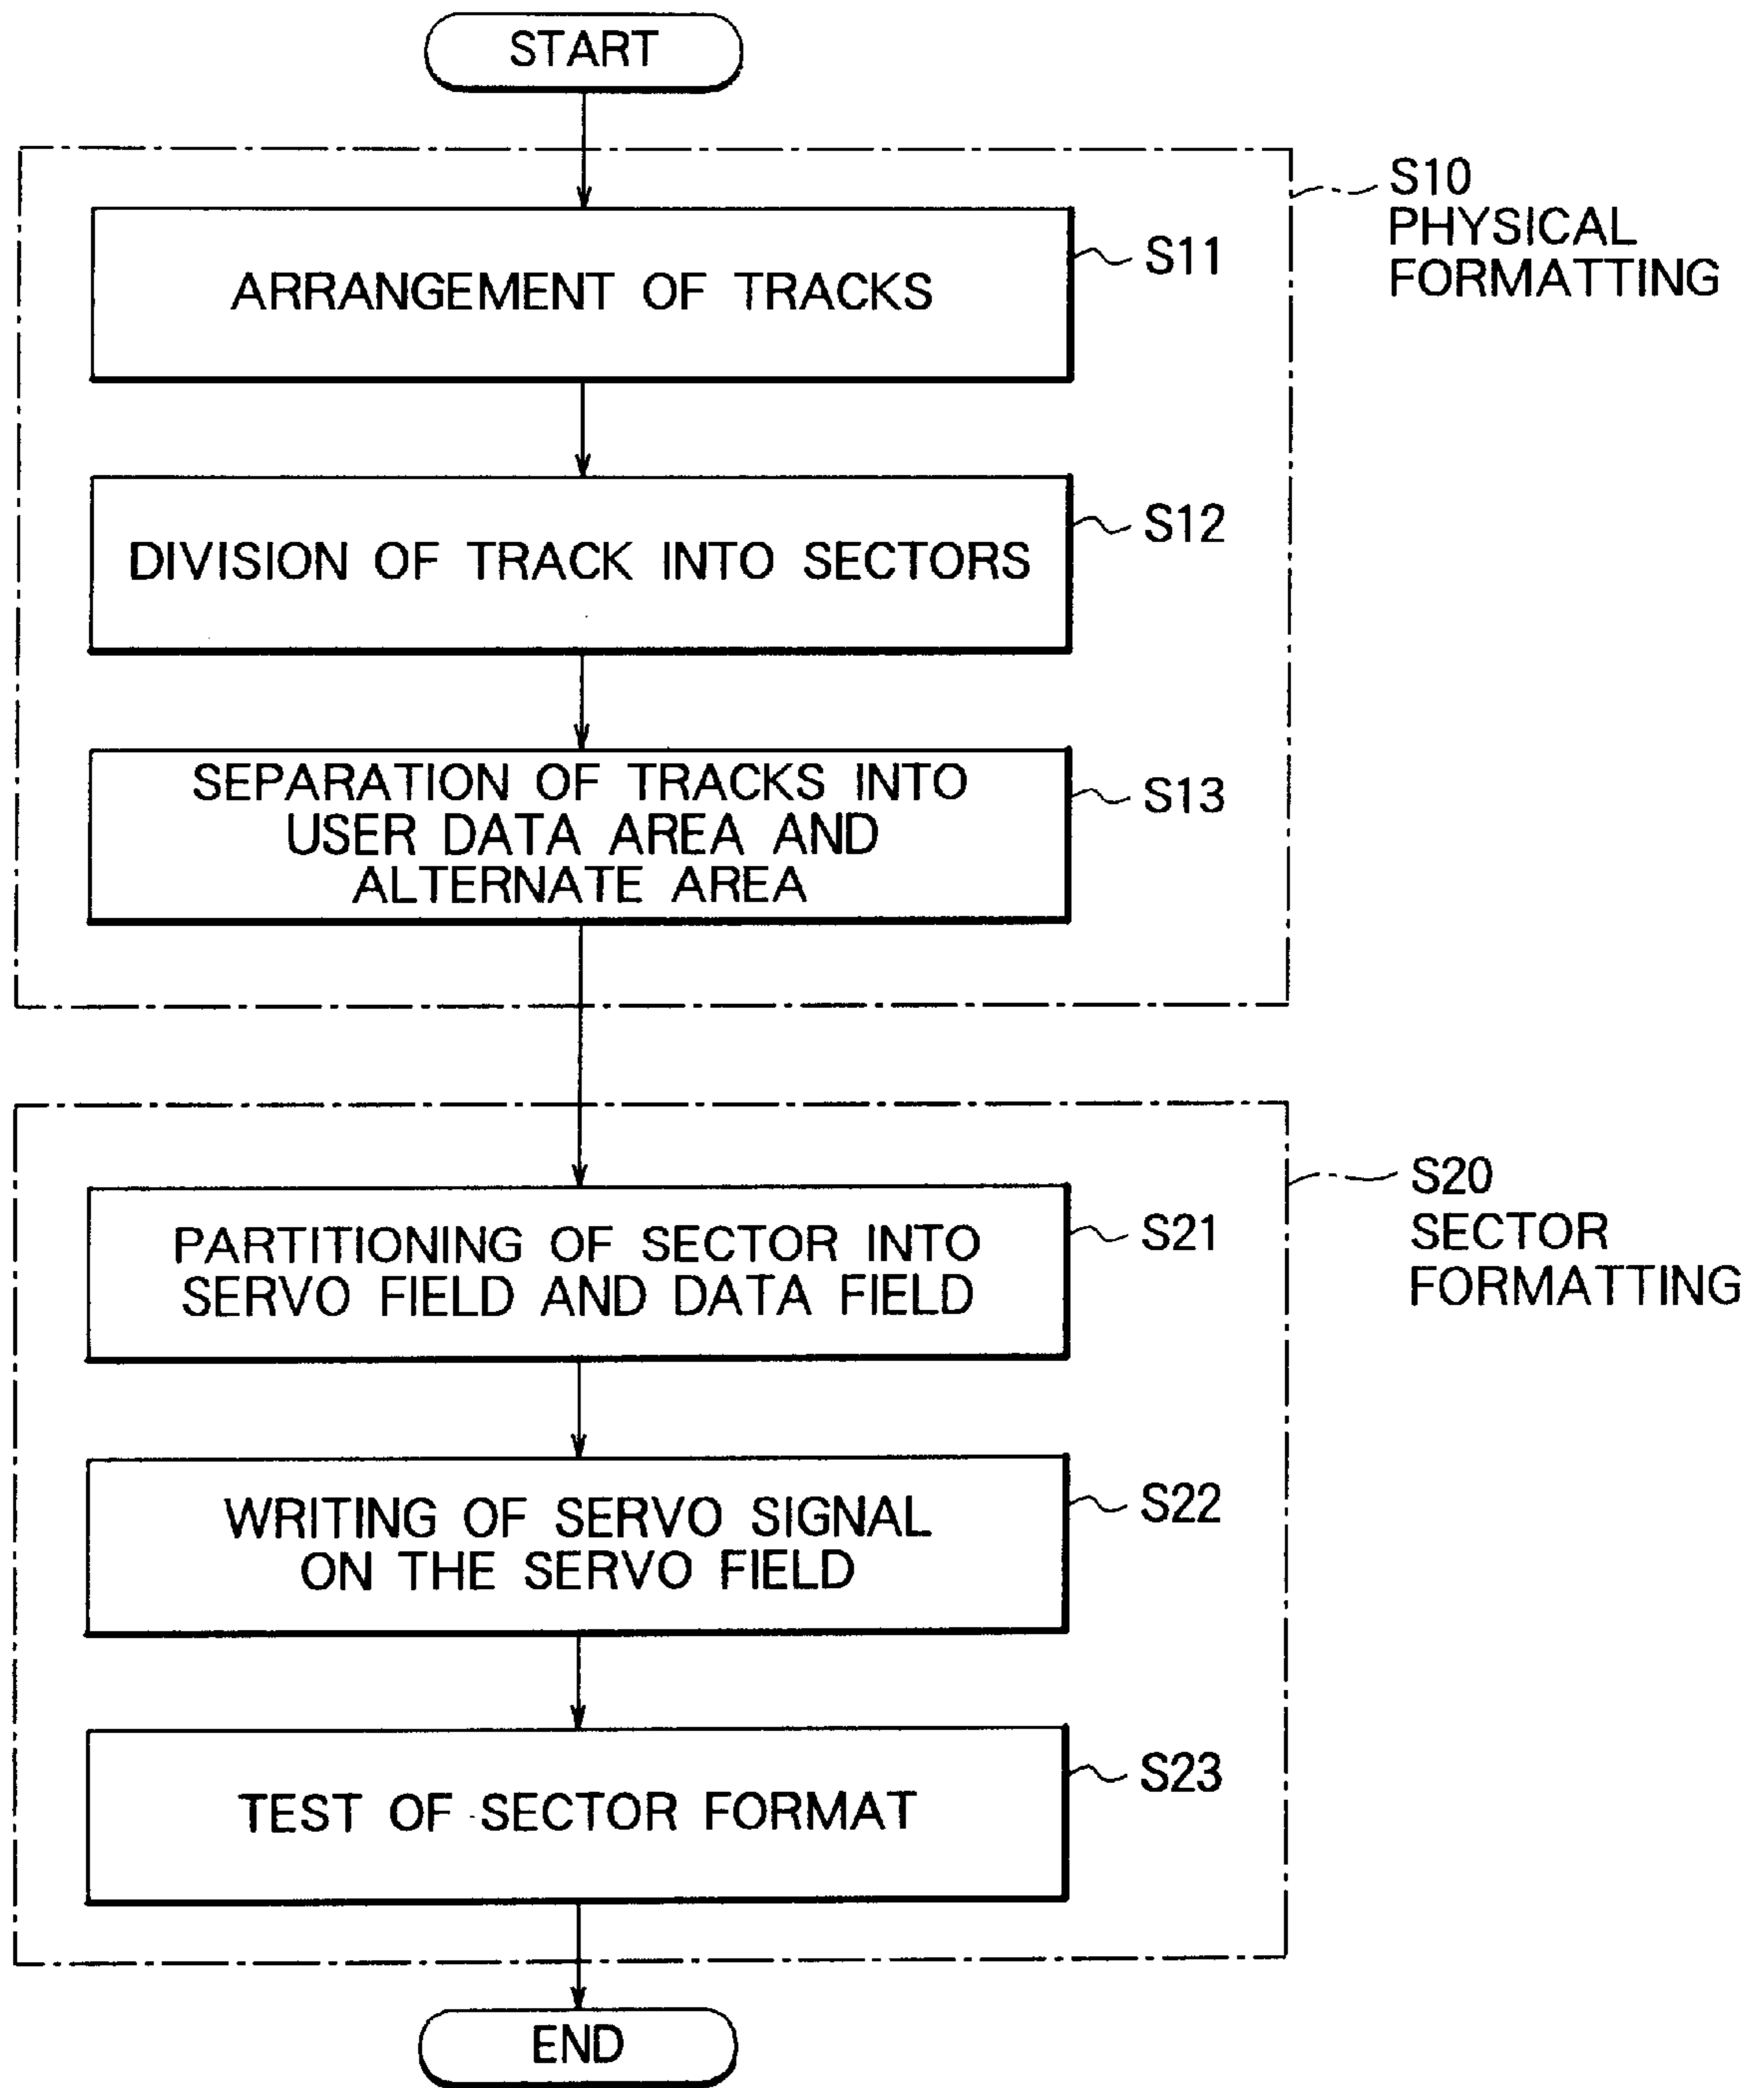 START
S10
PHYSICAL
FORMATTING
S11
ARRANGEMENT OF TRACKS
S12
DIVISION OF TRACK INTO SECTORS
S13
SEPARATION OF TRACKS INTO
USER DATA AREA AND
ALTERNATE AREA
S20
SECTOR
FORMATTING
S21
PARTITIONING OF SECTOR INTO
SERVO FIELD AND DATA FIELD
S22
WRITING OF SERVO SIGNAL
ON THE SERVO FIELD
S23
TEST OF SECTOR FORMAT
END